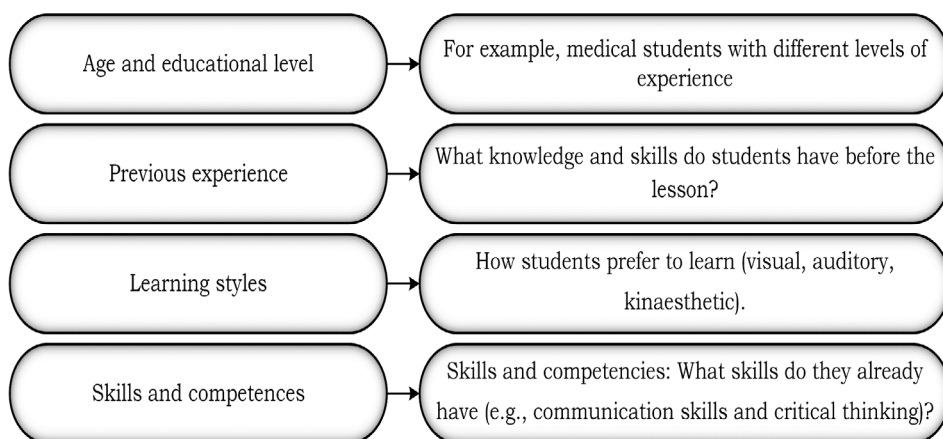 Age and educational level
For example, medical students with different levels of
experience
Previous experience
What knowledge and skills do students have before the
lesson?
Learning styles
How students prefer to learn (visual, auditory,
kinaesthetic).
Skills and competences
Skills and competencies: What skills do they already
have (e.g., communication skills and critical thinking)?